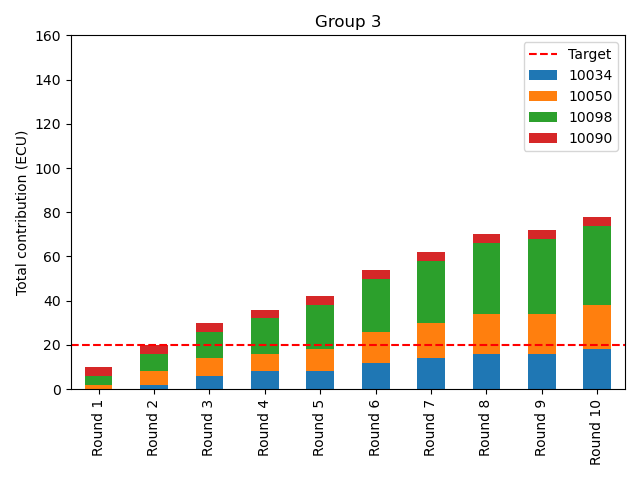 Group 3
Total contribution (ECU)
160
140
120
100
80
60
40
20
0
Target
10034
10050
10098
10090
Round 1
Round 2
Round 3
Round 4
Round 5
Round 6
Round 7
Round 8
Round 9
Round 10